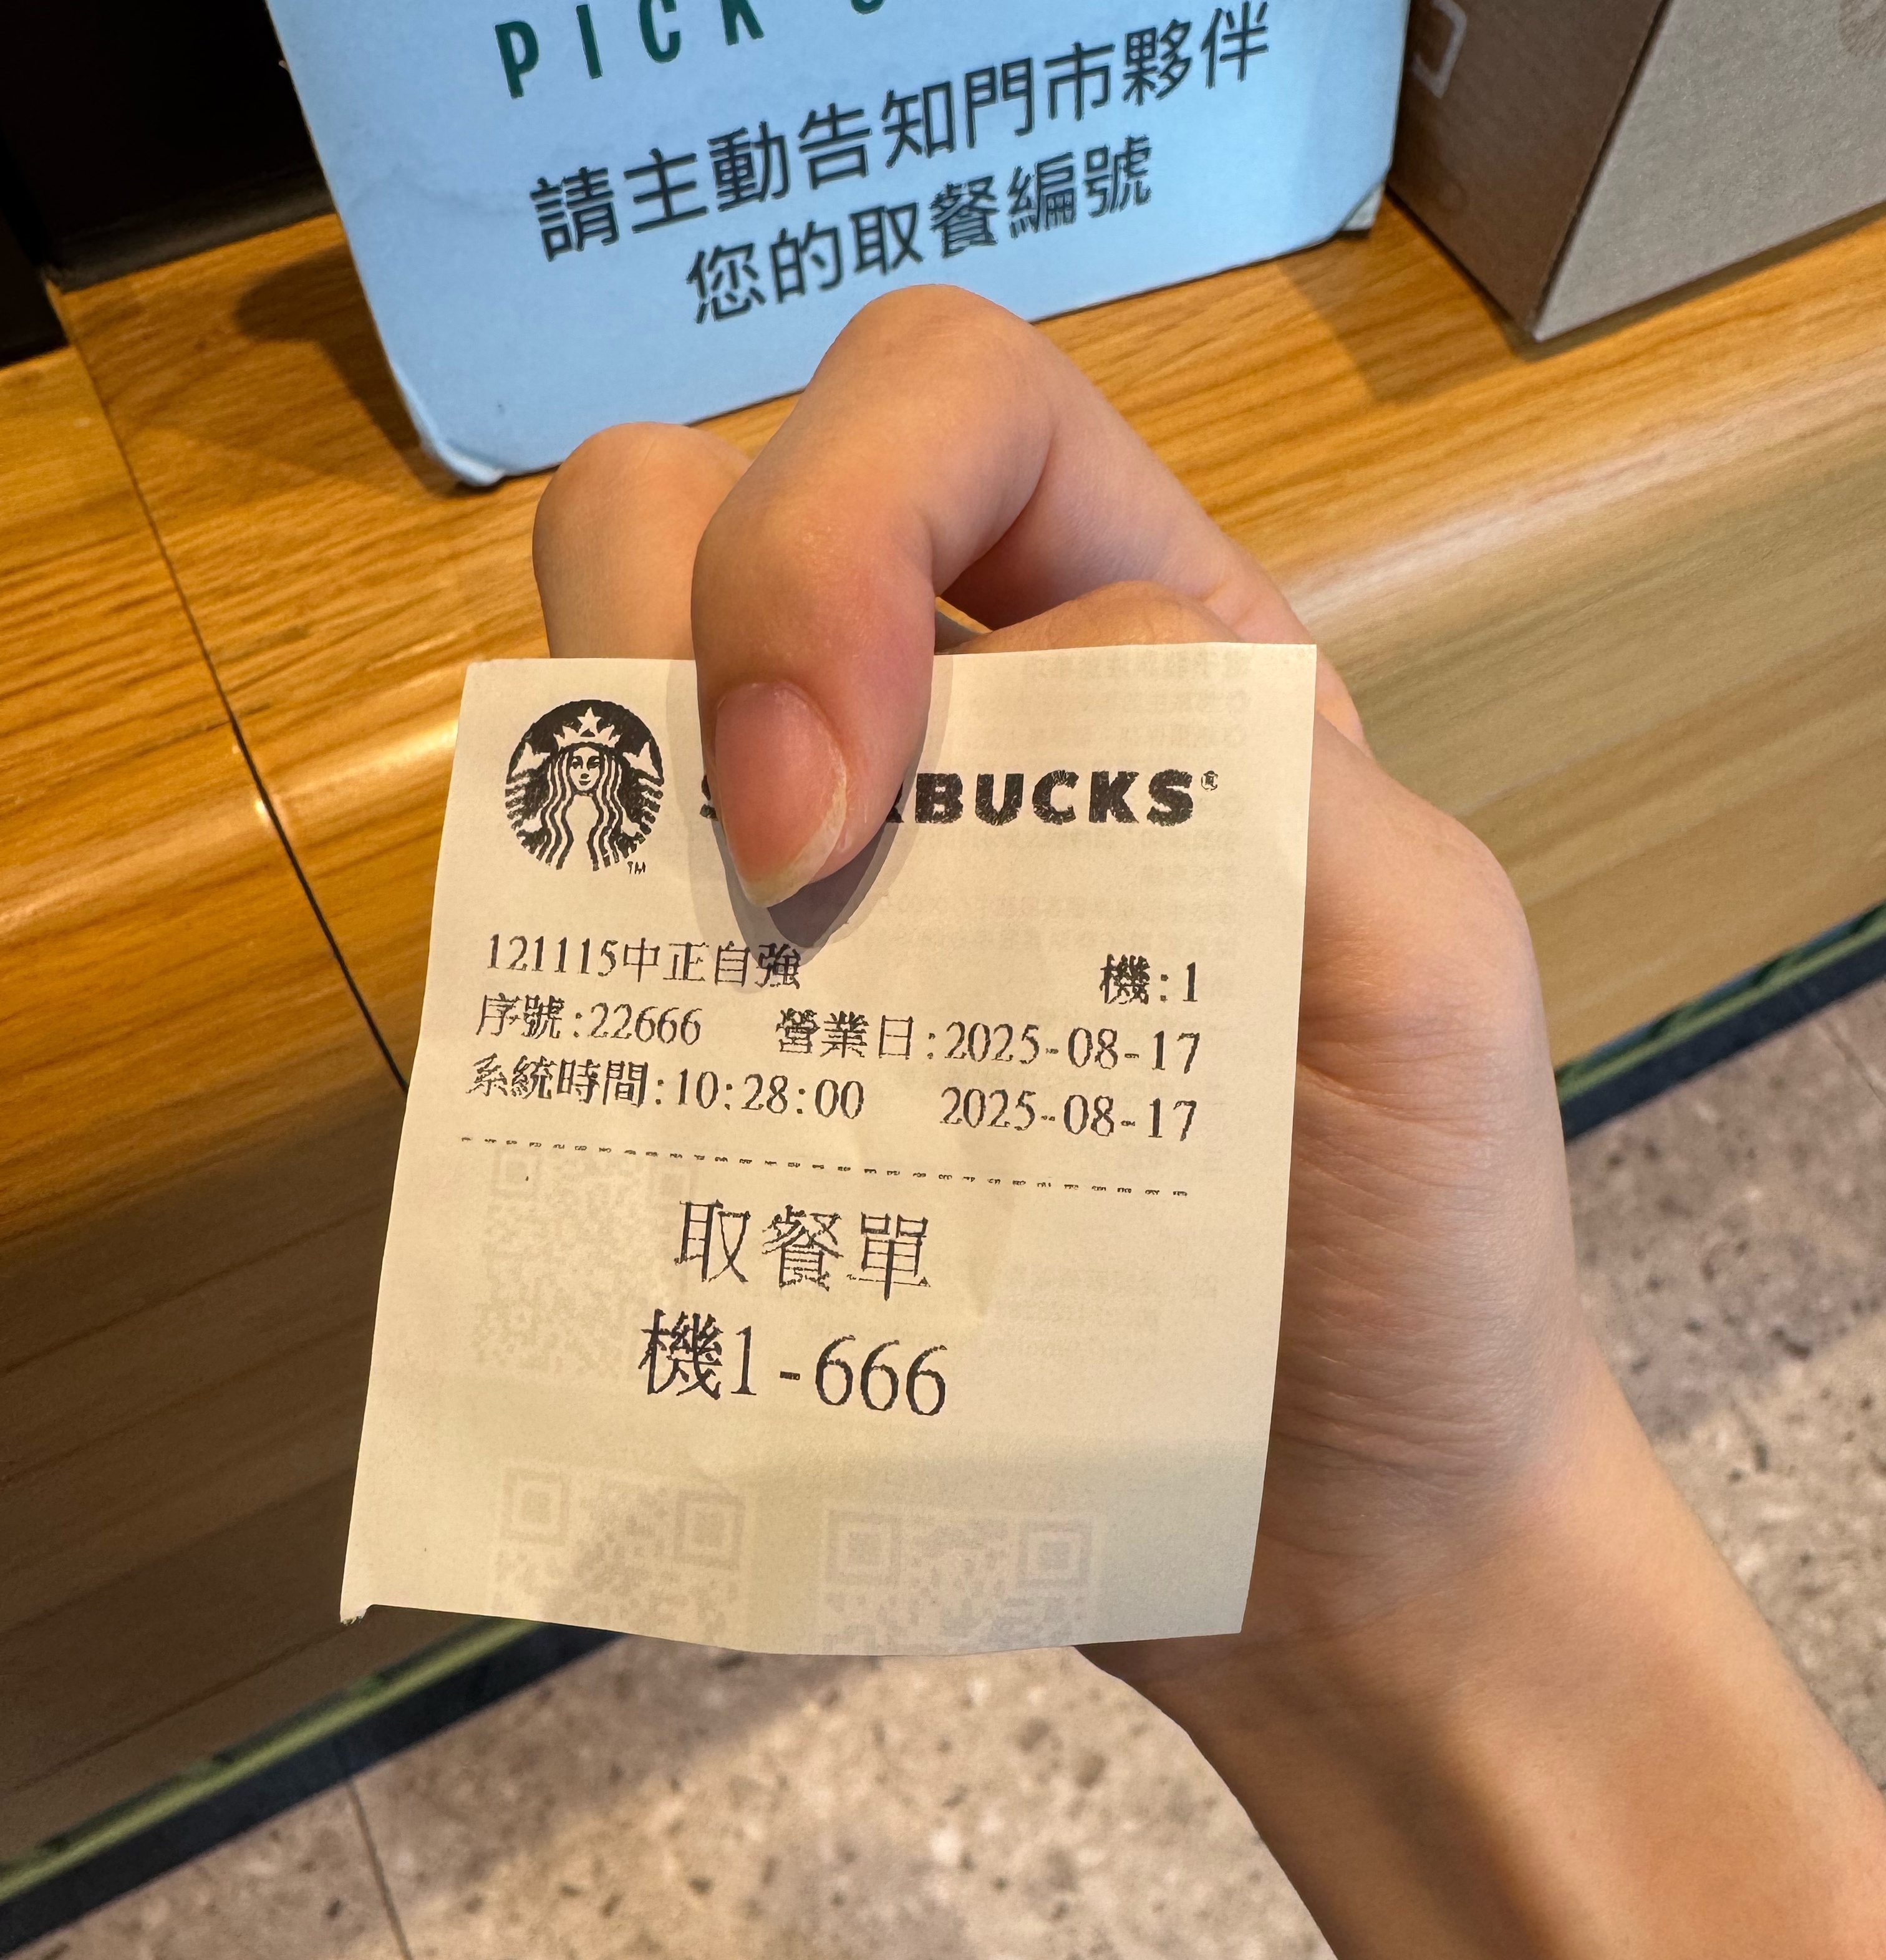 PICK
請主動告知門市夥伴
您的取餐編號
TM
BUCKS®
121115中正自強 機:1
序號:22666 營業日:2025-08-17
系統時間:10:28:00 2025-08-17
取餐單
機1-666